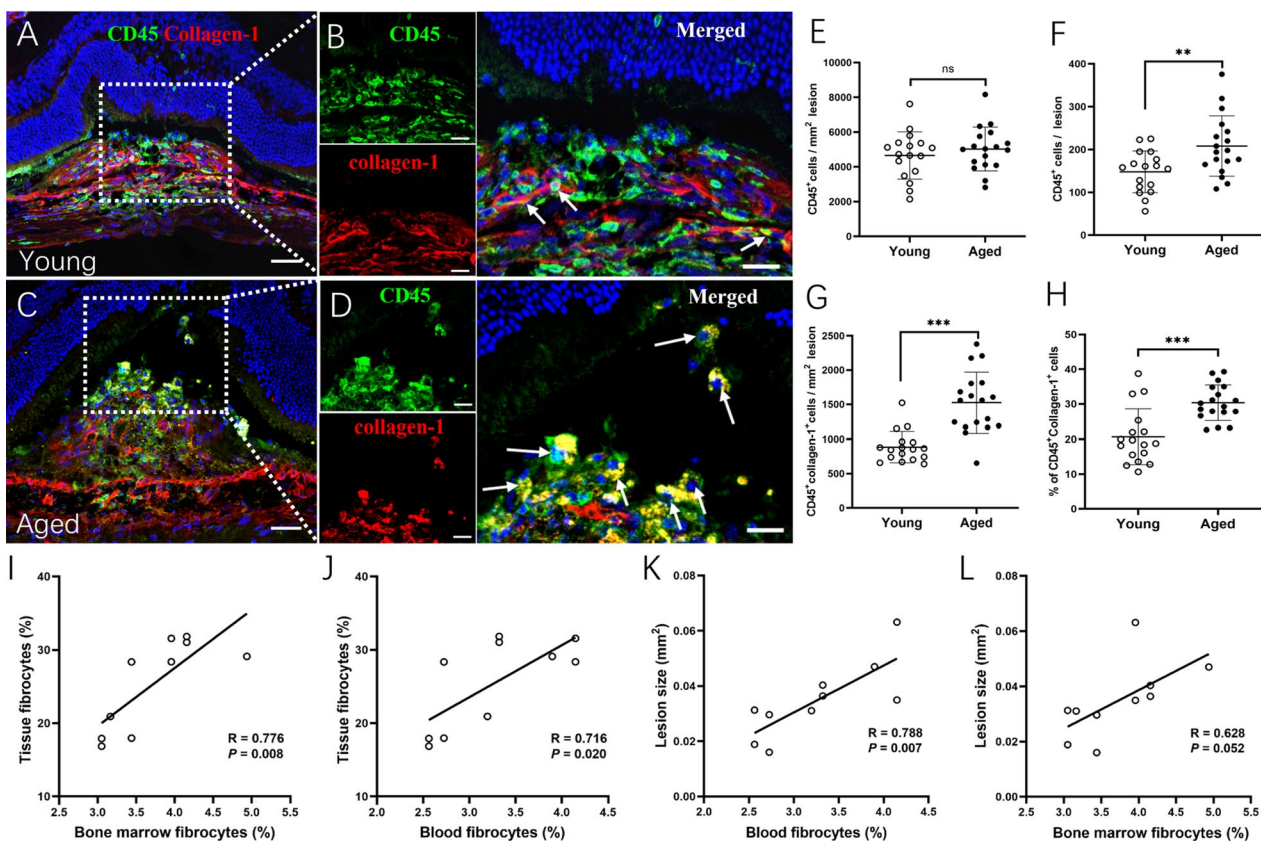 A
CD45 Collagen-1
Young
B
CD45
collagen-1
Merged
C
Aged
D
CD45
collagen-1
Merged
E
CD45+ cells / mm2 lesion
10000
8000
6000
4000
2000
0
ns
Young
Aged
F
CD45+ cells / lesion
400
300
200
100
0
**
Young
Aged
G
CD45+collagen-1+ cells / mm2 lesion
2500
2000
1500
1000
500
0
***
Young
Aged
H
% of CD45+Collagen-1+ cells
50
40
30
20
10
0
***
Young
Aged
I
Tissue fibrocytes (%)
40
30
20
10
R = 0.776
P = 0.008
2.5 3.0 3.5 4.0 4.5 5.0 5.5
Bone marrow fibrocytes (%)
J
Tissue fibrocytes (%)
40
30
20
10
R = 0.716
P = 0.020
2.0 2.5 3.0 3.5 4.0 4.5
Blood fibrocytes (%)
K
Lesion size (mm2)
0.08
0.06
0.04
0.02
0.00
R = 0.788
P = 0.007
2.0 2.5 3.0 3.5 4.0 4.5
Blood fibrocytes (%)
L
Lesion size (mm2)
0.08
0.06
0.04
0.02
0.00
R = 0.628
P = 0.052
2.5 3.0 3.5 4.0 4.5 5.0 5.5
Bone marrow fibrocytes (%)